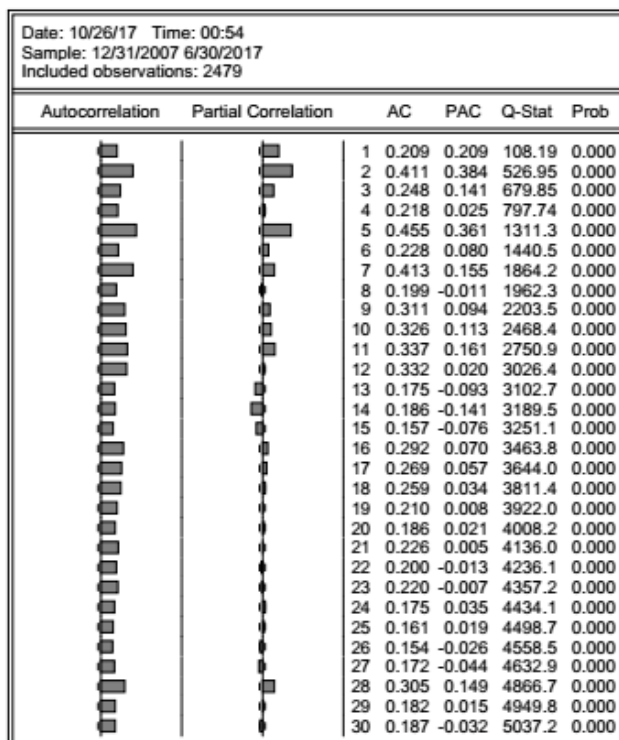 Date: 10/26/17 Time: 00:54
Sample: 12/31/2007 6/30/2017
Included observations: 2479
Autocorrelation Partial Correlation AC PAC Q-Stat Prob
1 0.209 0.209 108.19 0.000
2 0.411 0.384 526.95 0.000
3 0.248 0.141 679.85 0.000
4 0.218 0.025 797.74 0.000
5 0.455 0.361 1311.3 0.000
6 0.228 0.080 1440.5 0.000
7 0.413 0.155 1864.2 0.000
8 0.199 -0.011 1962.3 0.000
9 0.311 0.094 2203.5 0.000
10 0.326 0.113 2468.4 0.000
11 0.337 0.161 2750.9 0.000
12 0.332 0.020 3026.4 0.000
13 0.175 -0.093 3102.7 0.000
14 0.186 -0.141 3189.5 0.000
15 0.157 -0.076 3251.1 0.000
16 0.292 0.070 3463.8 0.000
17 0.269 0.057 3644.0 0.000
18 0.259 0.034 3811.4 0.000
19 0.210 0.008 3922.0 0.000
20 0.186 0.021 4008.2 0.000
21 0.226 0.005 4136.0 0.000
22 0.200 -0.013 4236.1 0.000
23 0.220 -0.007 4357.2 0.000
24 0.175 0.035 4434.1 0.000
25 0.161 0.019 4498.7 0.000
26 0.154 -0.026 4558.5 0.000
27 0.172 -0.044 4632.9 0.000
28 0.305 0.149 4866.7 0.000
29 0.182 0.015 4949.8 0.000
30 0.187 -0.032 5037.2 0.000